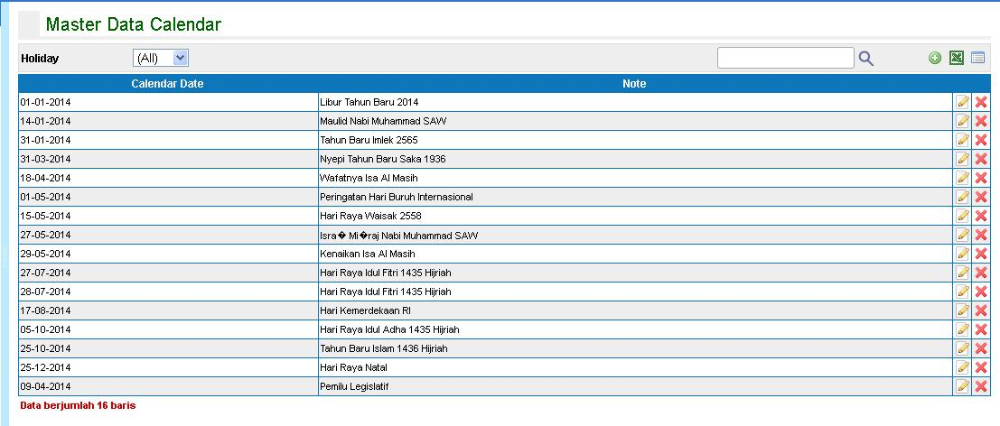 Master Data Calendar
Holiday (All)
Calendar Date Note
01-01-2014 Libur Tahun Baru 2014
14-01-2014 Maulid Nabi Muhammad SAW
31-01-2014 Tahun Baru Imlek 2565
31-03-2014 Nyepi Tahun Baru Saka 1936
18-04-2014 Wafatnya Isa Al Masih
01-05-2014 Peringatan Hari Buruh Internasional
15-05-2014 Hari Raya Waisak 2558
27-05-2014 Isra� Mi�raj Nabi Muhammad SAW
29-05-2014 Kenaikan Isa Al Masih
27-07-2014 Hari Raya Idul Fitri 1435 Hijriah
28-07-2014 Hari Raya Idul Fitri 1435 Hijriah
17-08-2014 Hari Kemerdekaan RI
05-10-2014 Hari Raya Idul Adha 1435 Hijriah
25-10-2014 Tahun Baru Islam 1436 Hijriah
25-12-2014 Hari Raya Natal
09-04-2014 Pemilu Legislatif
Data berjumlah 16 baris